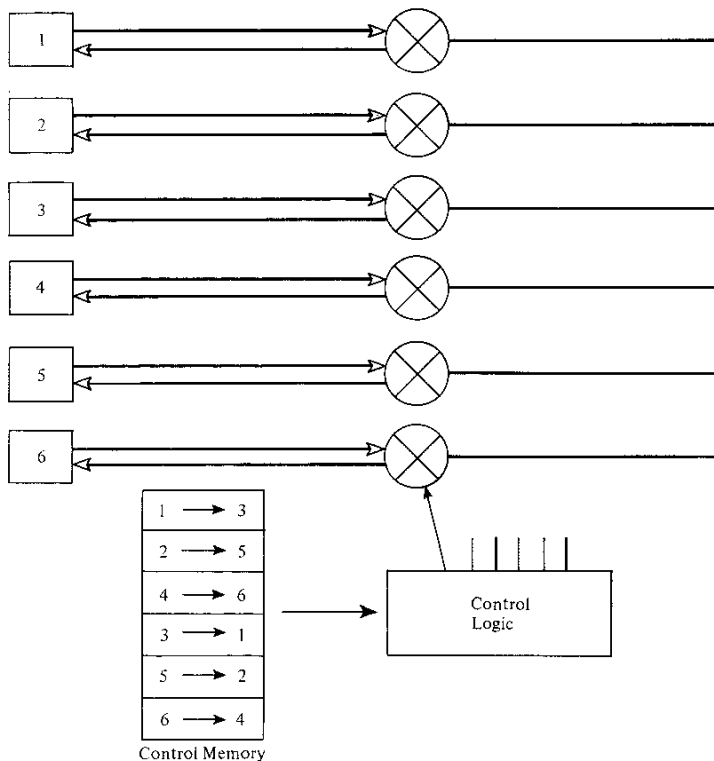 1
2
3
4
5
6
1 → 3
2 → 5
4 → 6
3 → 1
5 → 2
6 → 4
Control Memory
Control
Logic